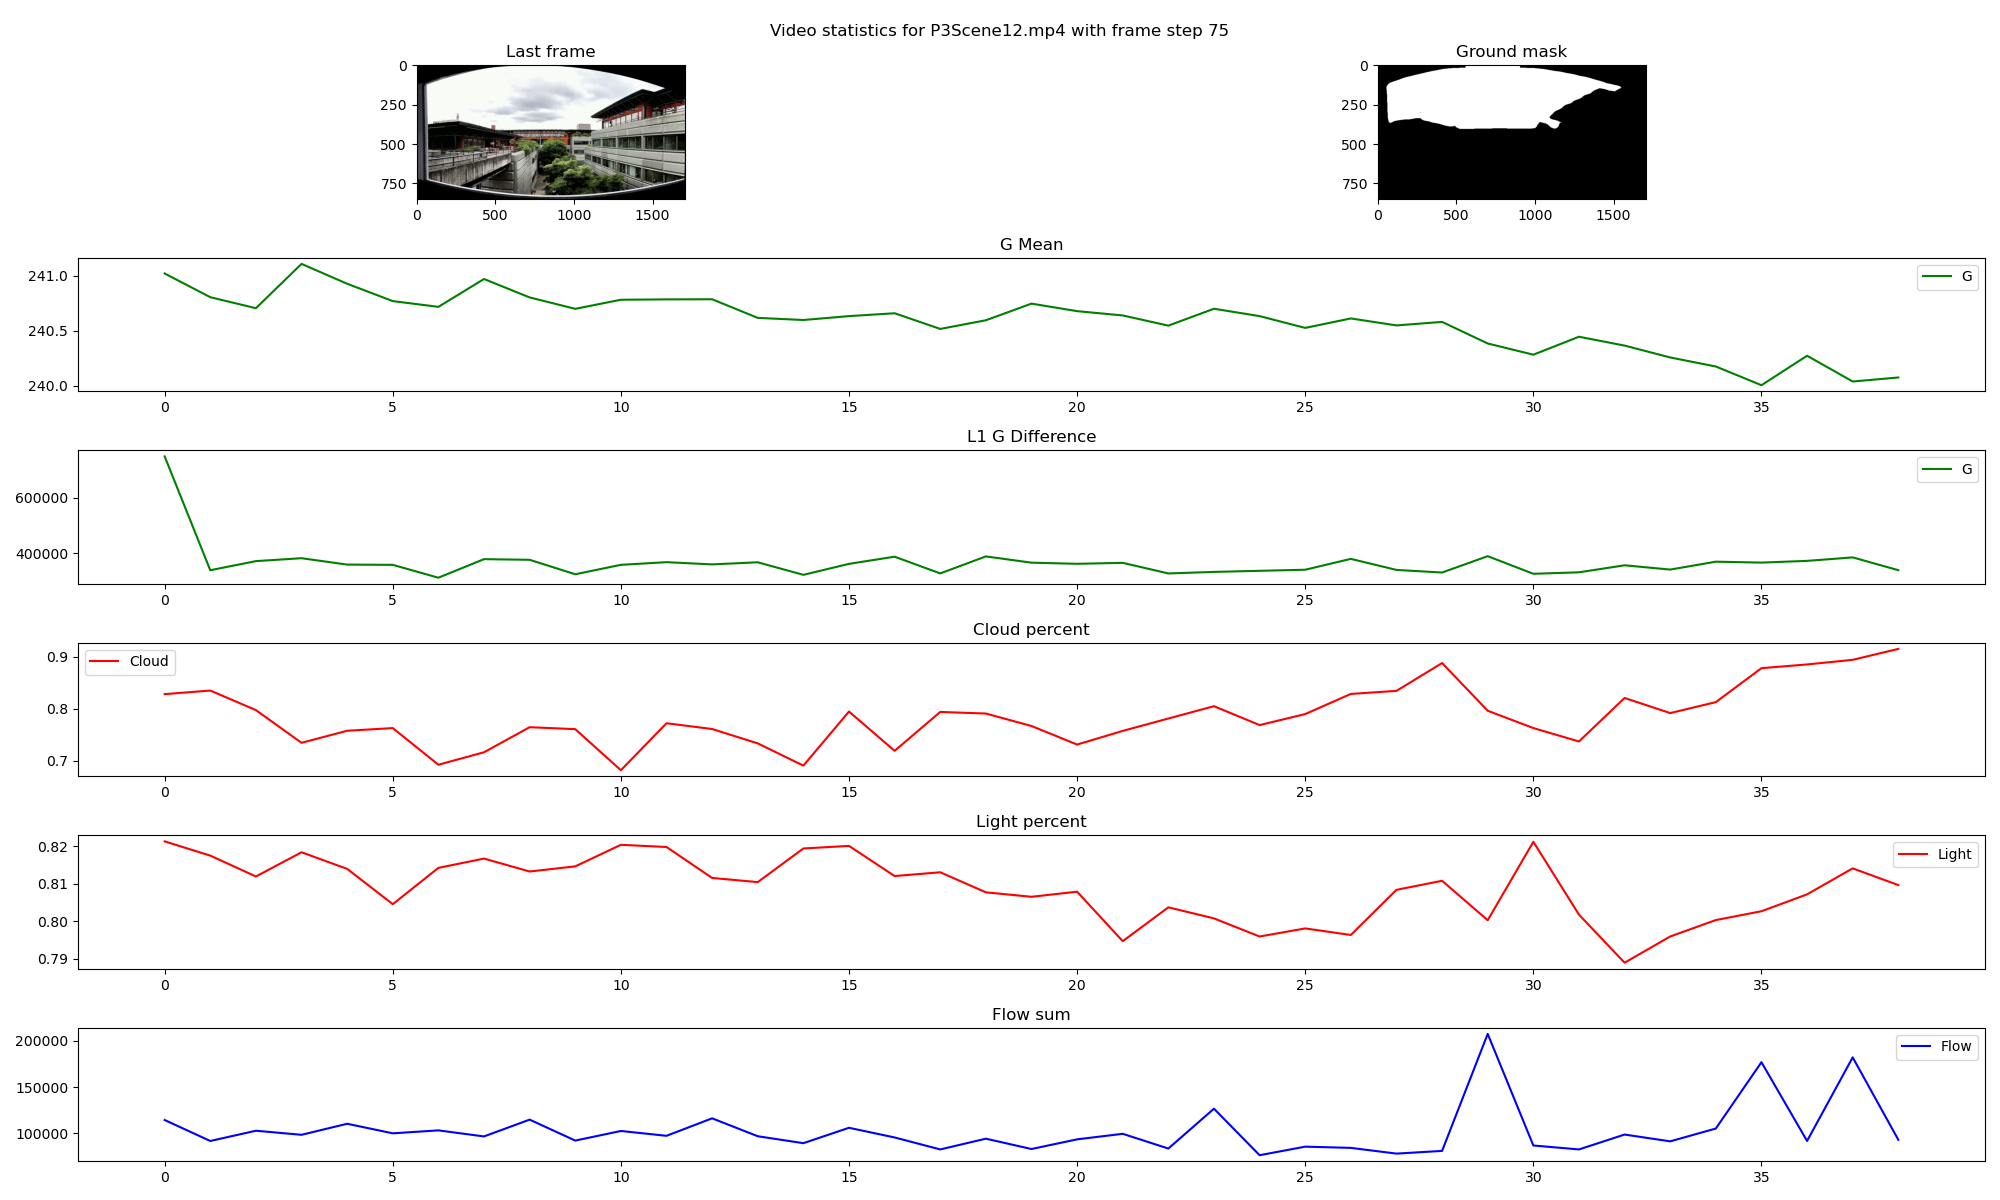 Video statistics for P3Scene12.mp4 with frame step 75
Last frame
Ground mask
0
250
500
750
0 500 1000 1500
0
250
500
750
0 500 1000 1500
G Mean
241.0
240.5
240.0
G
0 5 10 15 20 25 30 35
L1 G Difference
600000
400000
G
0 5 10 15 20 25 30 35
Cloud percent
0.9
0.8
0.7
Cloud
0 5 10 15 20 25 30 35
Light percent
0.82
0.81
0.80
0.79
Light
0 5 10 15 20 25 30 35
Flow sum
200000
150000
100000
Flow
0 5 10 15 20 25 30 35